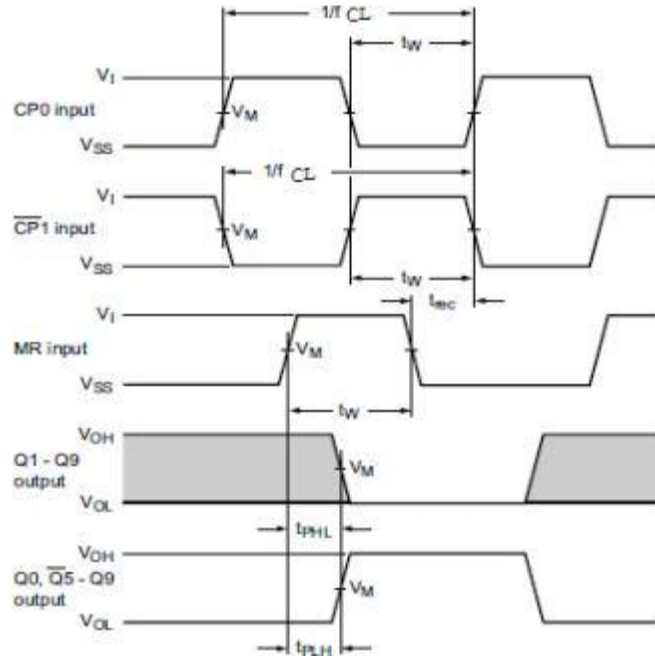 1/f CL
tW
VI
CP0 input
VM
VSS
1/f CL
VI
CP1 input
VM
VSS
tW
trec
VI
MR input
VM
VSS
tW
VOH
Q1 - Q9
output
VM
VOL
tPHL
VOH
Q0, Q5 - Q9
output
VM
VOL
tPLH